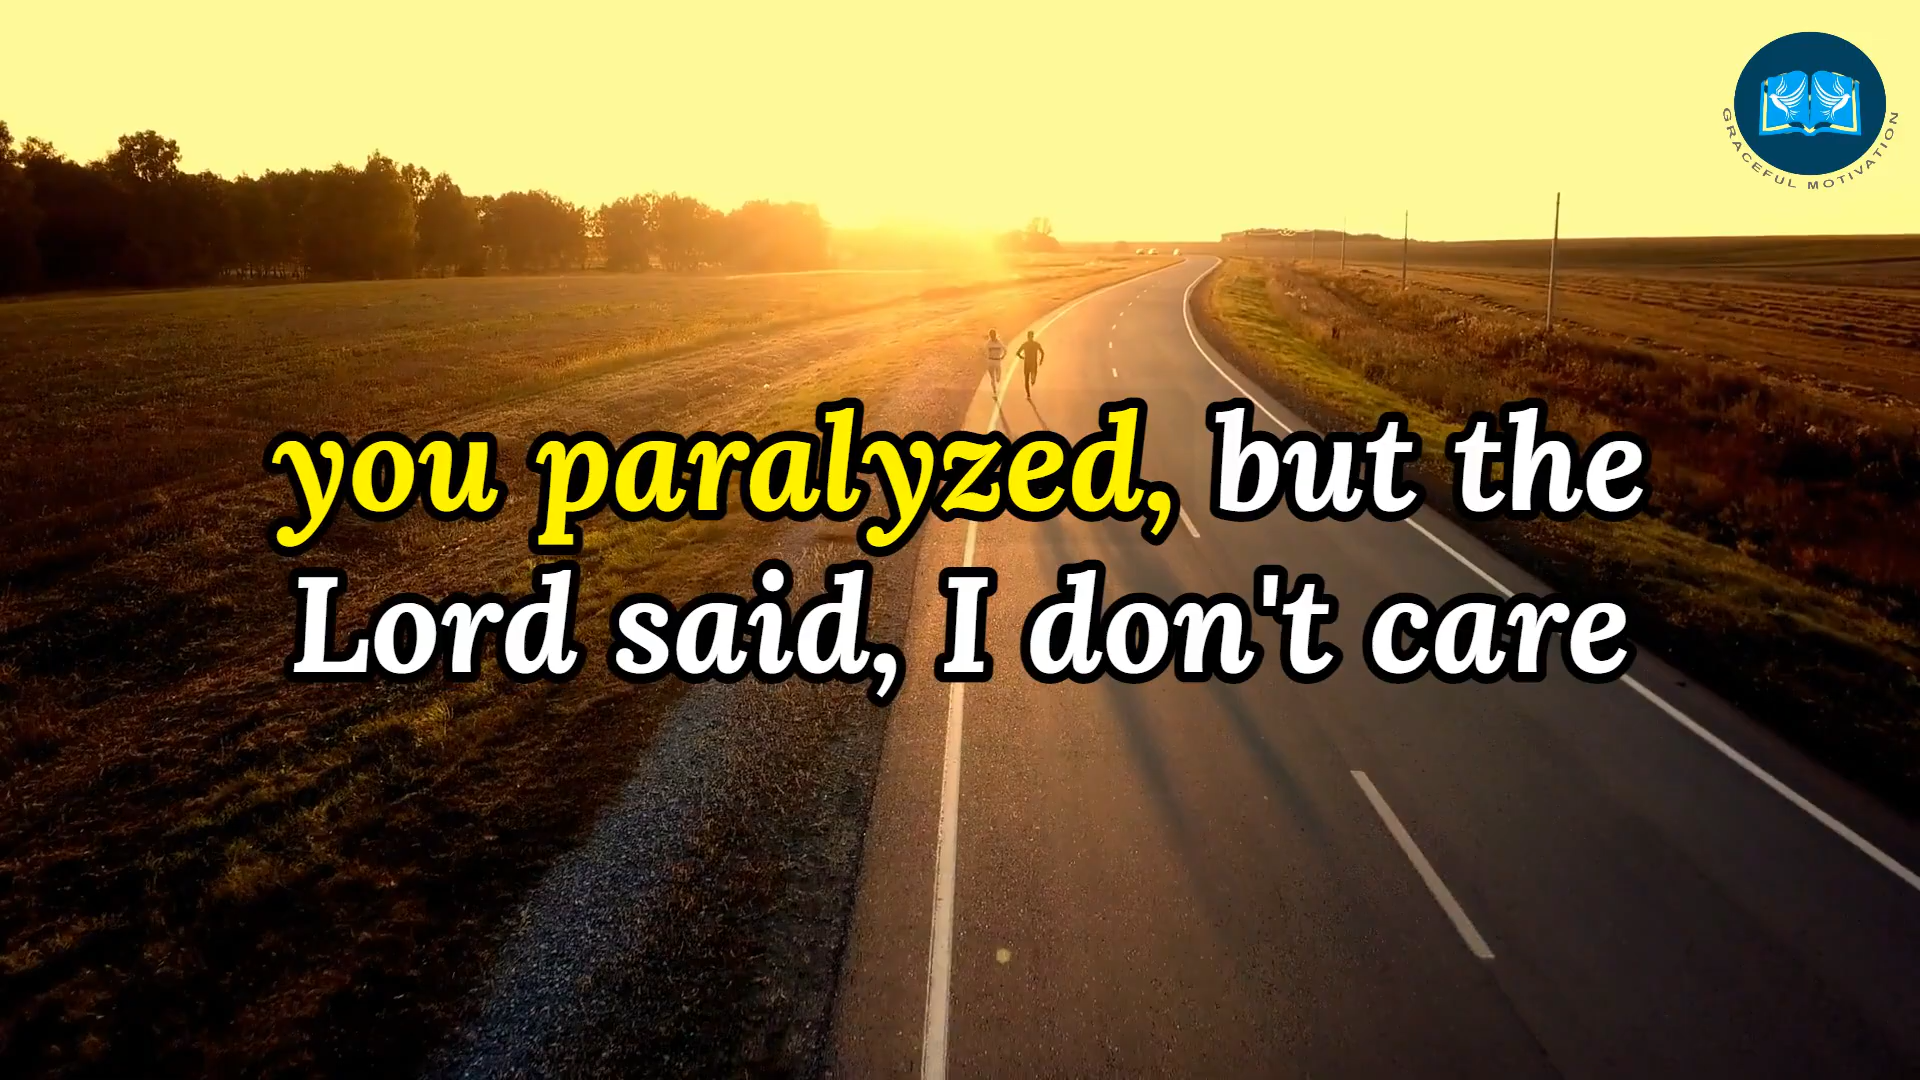 GRACEFUL MOTIVATION
you paralyzed, but the
Lord said, I don't care